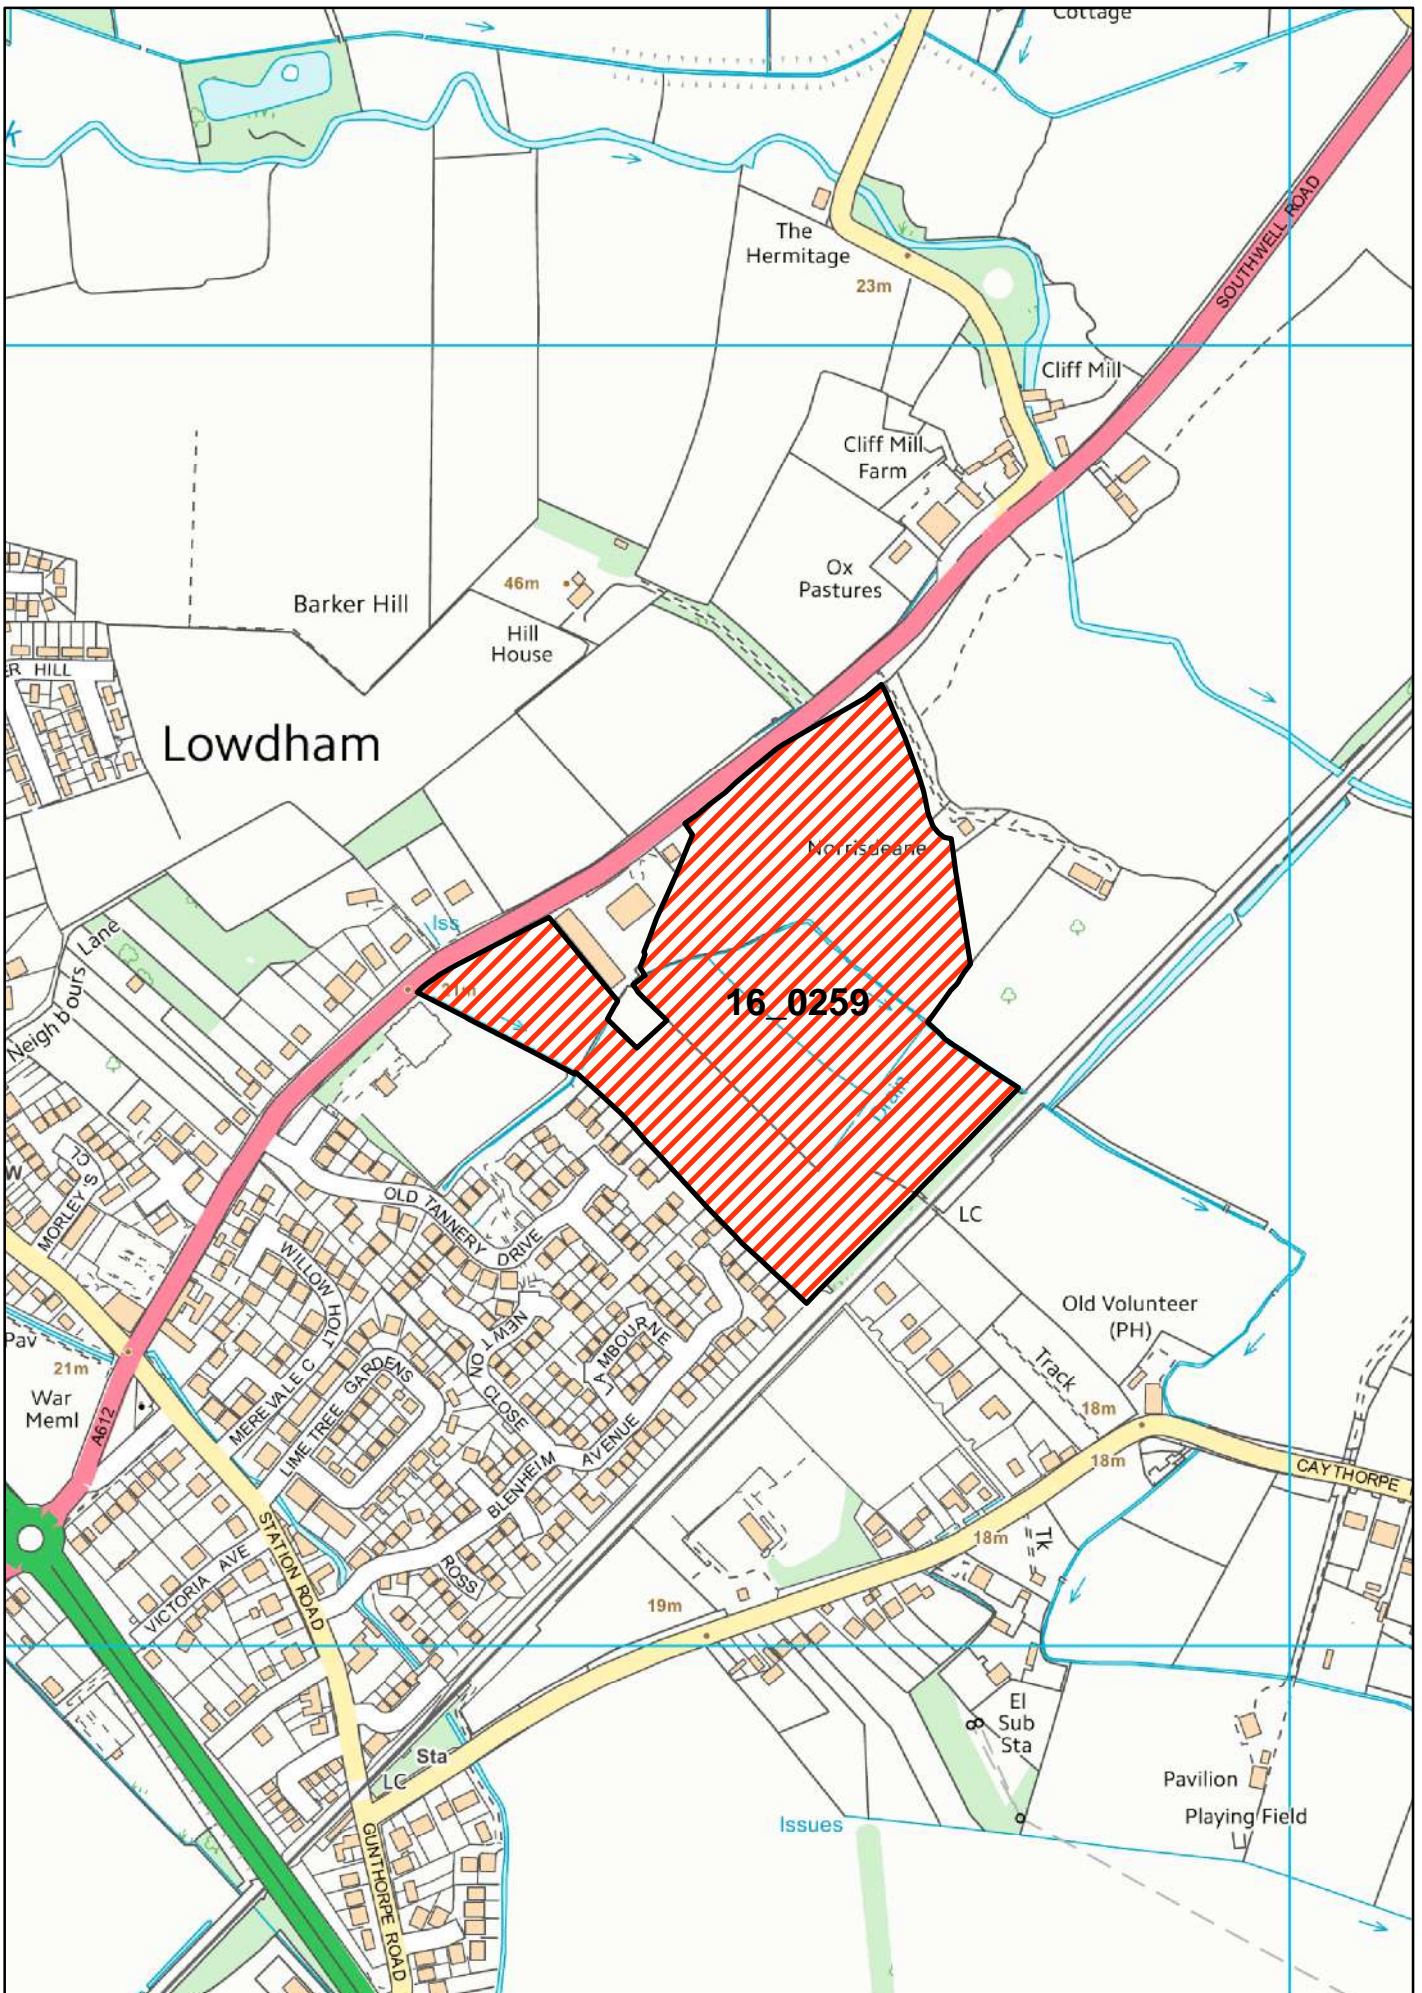 Cottage
k
SOUTHWELL ROAD
The
Hermitage
23m
Cliff Mill
Cliff Mill
Farm
Ox
Pastures
46m
Barker Hill
Hill
House
ER HILL
Lowdham
Norrisdeane
Iss
Neighbours Lane
21m
16_0259
Drain
W
MORLEY'S CL
OLD TANNERY DRIVE
LC
WILLOW HOLT
NEWTON CLOSE
LAMBOURNE
Old Volunteer
(PH)
Pav
21m
Track
War
Meml
A612
MEREVALE C
LIME TREE GARDENS
18m
18m
CAYTHORPE
BLENHEIM AVENUE
STATION ROAD
18m
Tk
VICTORIA AVE
ROSS
19m
El
Sub
Sta
Sta
LC
Pavilion
Playing Field
Issues
GUNTHORPE ROAD